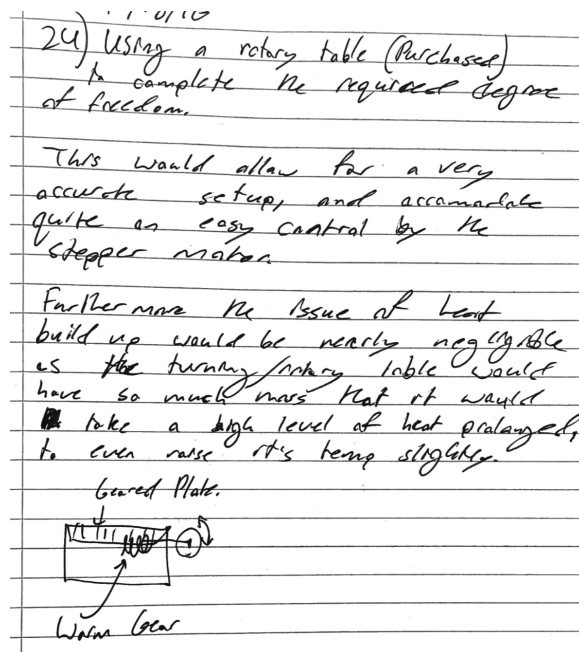 24) Using a rotary table (Purchased)
to complete the required degree
of freedom.
This would allow for a very
accurate setup, and accomodate
quite an easy control by the
stepper motor.
Furthermore the issue of heat
build up would be nearly negligible
as the turning/rotary table would
have so much mass that it would
take a high level of heat prolonged,
to even raise it's temp slightly.
Geared Plate.
Worm Gear